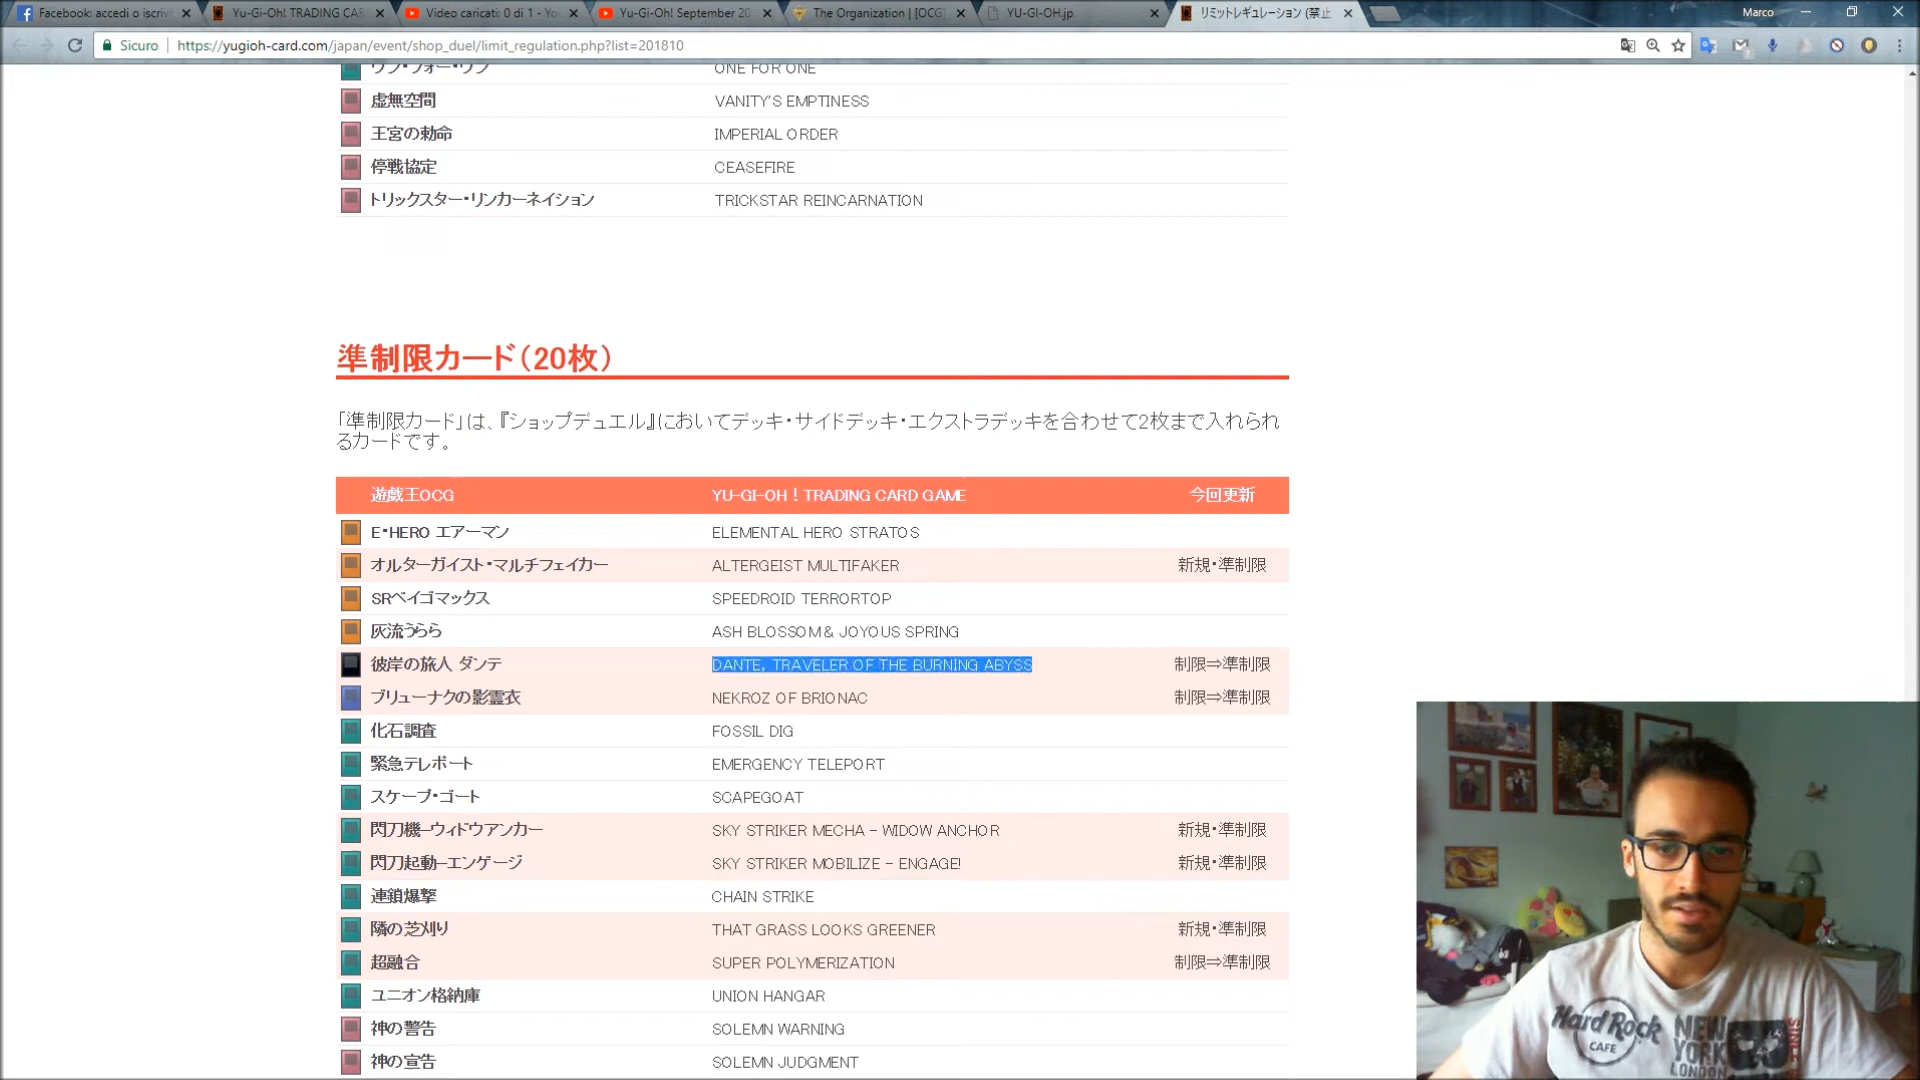 Facebook: accedi o iscriv
Yu-Gi-Oh! TRADING CAR
Video caricati: 0 di 1 - Yo
Yu-Gi-Oh! September 20
The Organization | [OCG]
YU-GI-OH.jp
リミットレギュレーション (禁止
Marco
Sicuro
https://yugioh-card.com/japan/event/shop_duel/limit_regulation.php?list=201810
ワン・フォー・ワン ONE FOR ONE
虚無空間 VANITY'S EMPTINESS
王宮の勅命 IMPERIAL ORDER
停戦協定 CEASEFIRE
トリックスター・リンカーネイション TRICKSTAR REINCARNATION
準制限カード（20枚）
「準制限カード」は、『ショップデュエル』においてデッキ・サイドデッキ・エクストラデッキを合わせて2枚まで入れられ
るカードです。
遊戯王OCG YU-GI-OH！TRADING CARD GAME 今回更新
E・HERO エアーマン ELEMENTAL HERO STRATOS
オルターガイスト・マルチフェイカー ALTERGEIST MULTIFAKER 新規・準制限
SRベイゴマックス SPEEDROID TERRORTOP
灰流うらら ASH BLOSSOM & JOYOUS SPRING
彼岸の旅人 ダンテ DANTE, TRAVELER OF THE BURNING ABYSS 制限⇒準制限
ブリューナクの影霊衣 NEKROZ OF BRIONAC 制限⇒準制限
化石調査 FOSSIL DIG
緊急テレポート EMERGENCY TELEPORT
スケープ・ゴート SCAPEGOAT
閃刀機－ウィドウアンカー SKY STRIKER MECHA - WIDOW ANCHOR 新規・準制限
閃刀起動－エンゲージ SKY STRIKER MOBILIZE - ENGAGE! 新規・準制限
連鎖爆撃 CHAIN STRIKE
隣の芝刈り THAT GRASS LOOKS GREENER 新規・準制限
超融合 SUPER POLYMERIZATION 制限⇒準制限
ユニオン格納庫 UNION HANGAR
神の警告 SOLEMN WARNING
神の宣告 SOLEMN JUDGMENT
Hard Rock
CAFE
NEW
YORK
LONDON